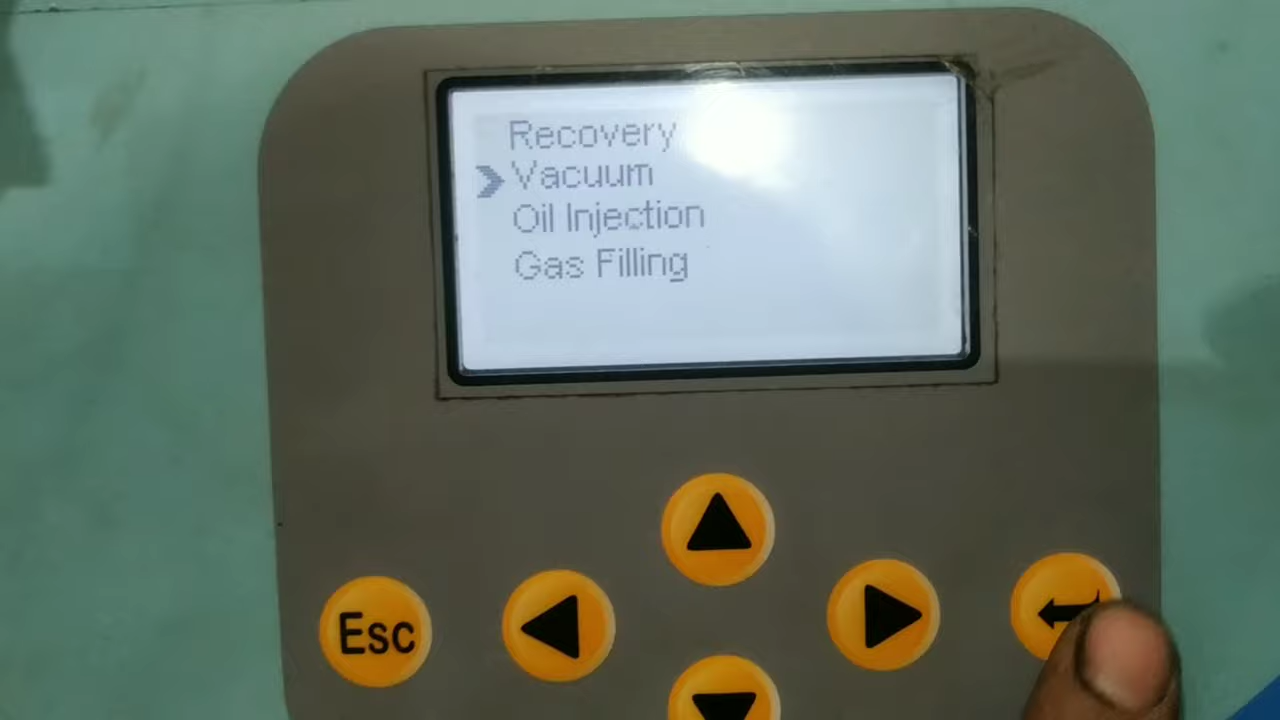 Recovery
Vacuum
Oil Injection
Gas Filling
Esc